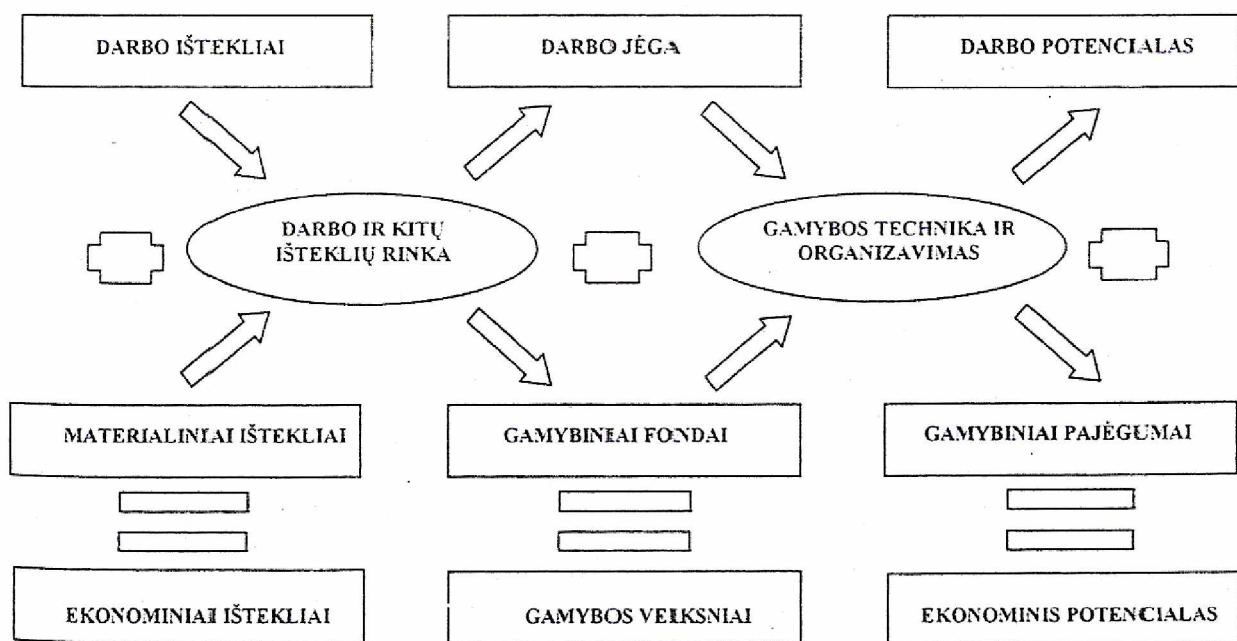 DARBO IŠTEKLIAI
DARBO JĖGA
DARBO POTENCIALAS
DARBO IR KITŲ
IŠTEKLIŲ RINKA
GAMYBOS TECHNIKA IR
ORGANIZAVIMAS
MATERIALINIAI IŠTEKLIAI
GAMYBINIAI FONDAI
GAMYBINIAI PAJĖGUMAI
EKONOMINIAI IŠTEKLIAI
GAMYBOS VEIKSNIAI
EKONOMINIS POTENCIALAS